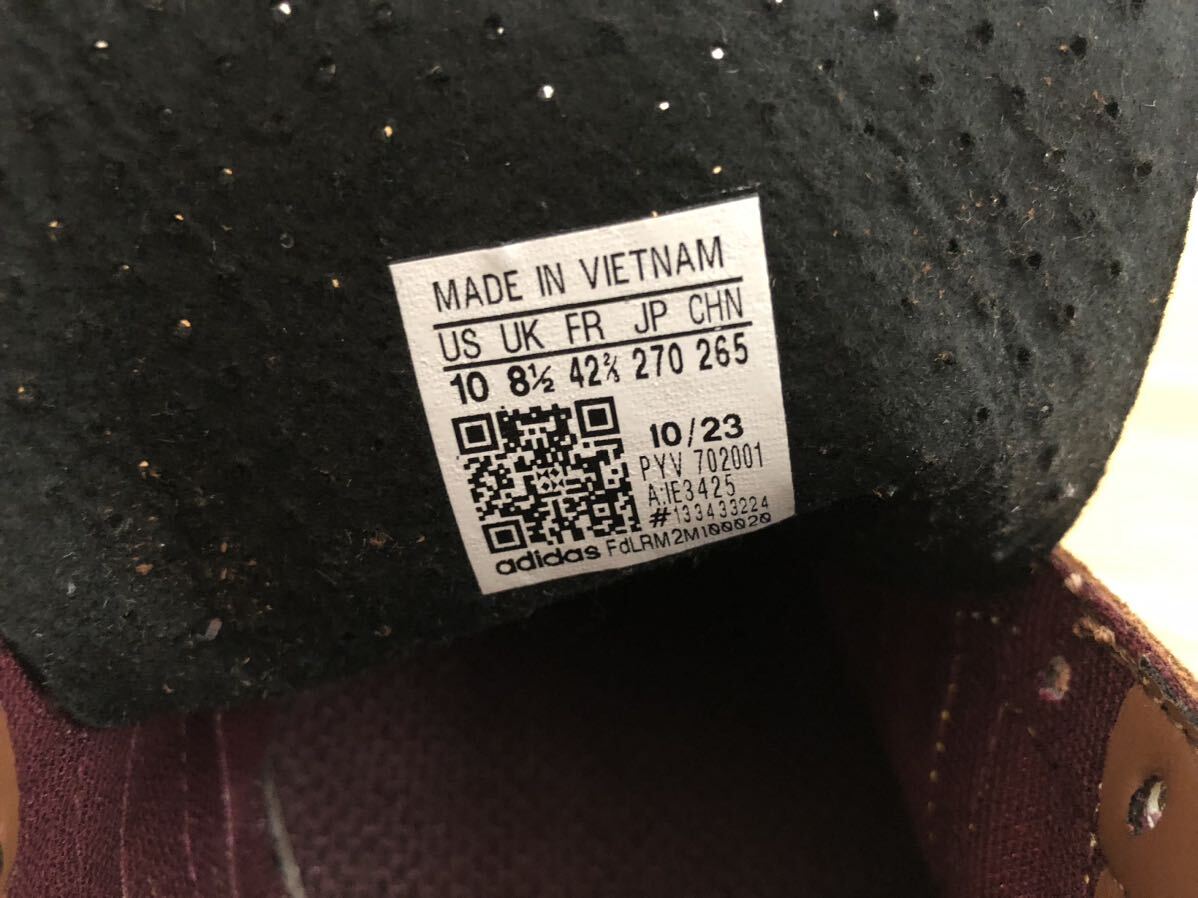 MADE IN VIETNAM
US UK FR JP CHN
10 8½ 42⅔ 270 265
10/23
PYV 702001
A:IE3425
#133433224
adidas FdLRM2M100020